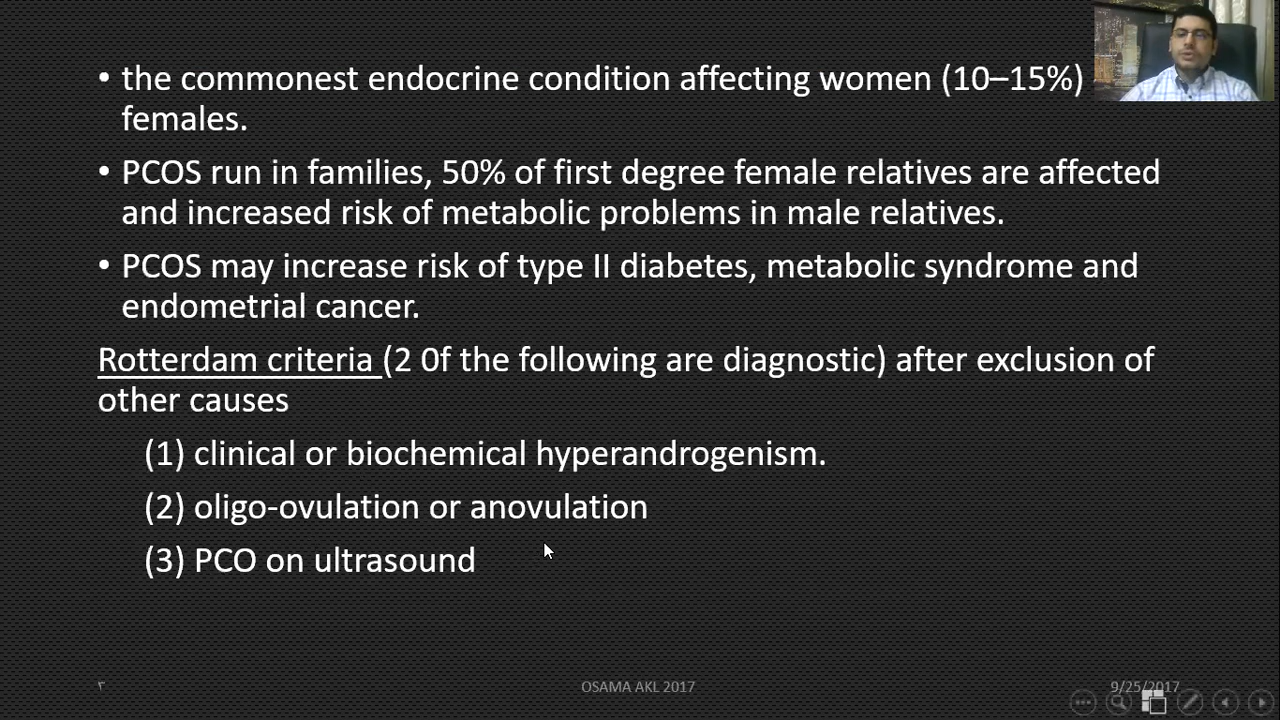 • the commonest endocrine condition affecting women (10–15%)
females.
• PCOS run in families, 50% of first degree female relatives are affected
and increased risk of metabolic problems in male relatives.
• PCOS may increase risk of type II diabetes, metabolic syndrome and
endometrial cancer.
Rotterdam criteria (2 0f the following are diagnostic) after exclusion of
other causes
(1) clinical or biochemical hyperandrogenism.
(2) oligo-ovulation or anovulation
(3) PCO on ultrasound
٣
OSAMA AKL 2017
9/25/2017